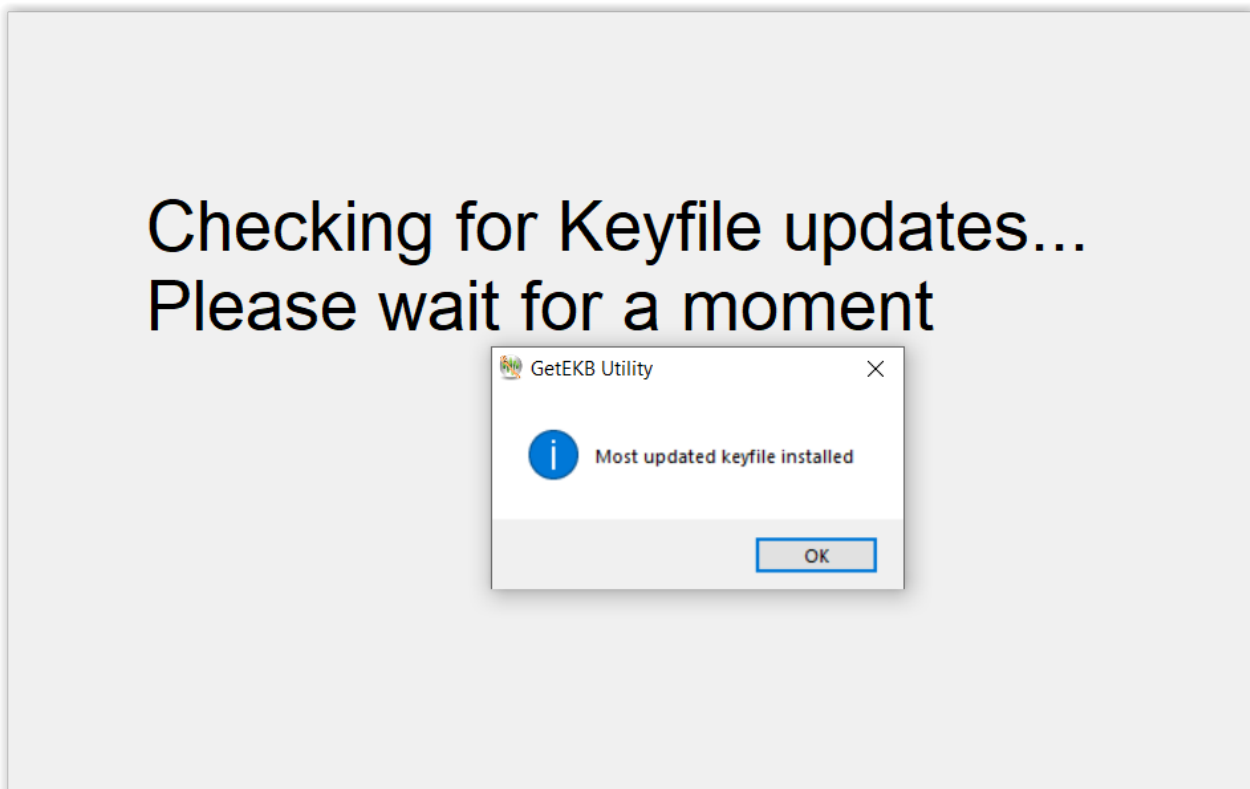 Checking for Keyfile updates...
Please wait for a moment
GetEKB Utility
Most updated keyfile installed
OK